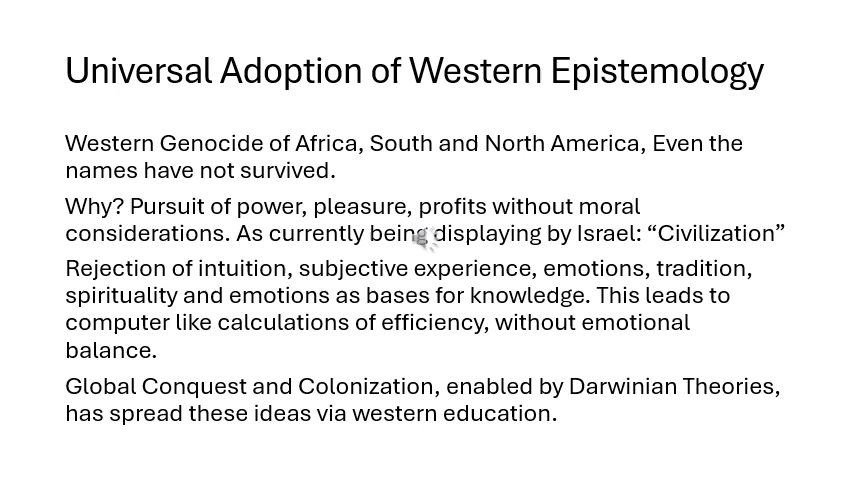 Universal Adoption of Western Epistemology
Western Genocide of Africa, South and North America, Even the
names have not survived.
Why? Pursuit of power, pleasure, profits without moral
considerations. As currently being displaying by Israel: “Civilization”
Rejection of intuition, subjective experience, emotions, tradition,
spirituality and emotions as bases for knowledge. This leads to
computer like calculations of efficiency, without emotional
balance.
Global Conquest and Colonization, enabled by Darwinian Theories,
has spread these ideas via western education.